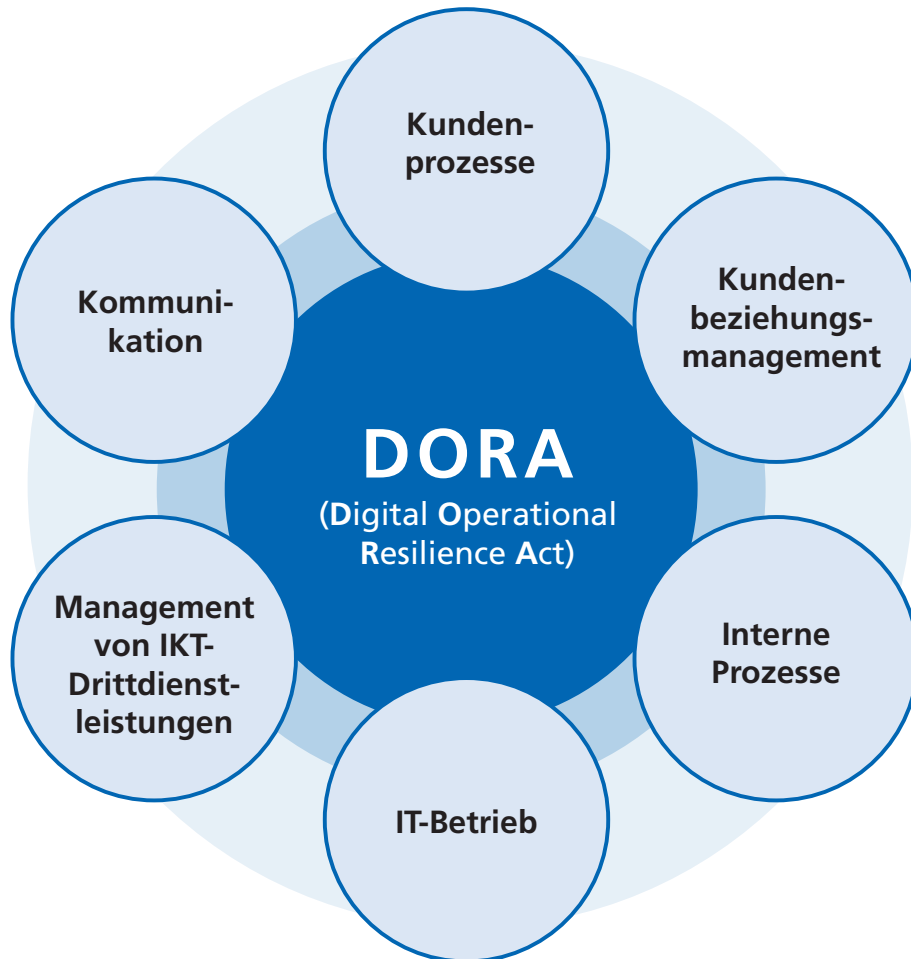 Kunden-
prozesse
Kommuni-
kation
Kunden-
beziehungs-
management
DORA
(Digital Operational
Resilience Act)
Management
von IKT-
Drittdienst-
leistungen
Interne
Prozesse
IT-Betrieb